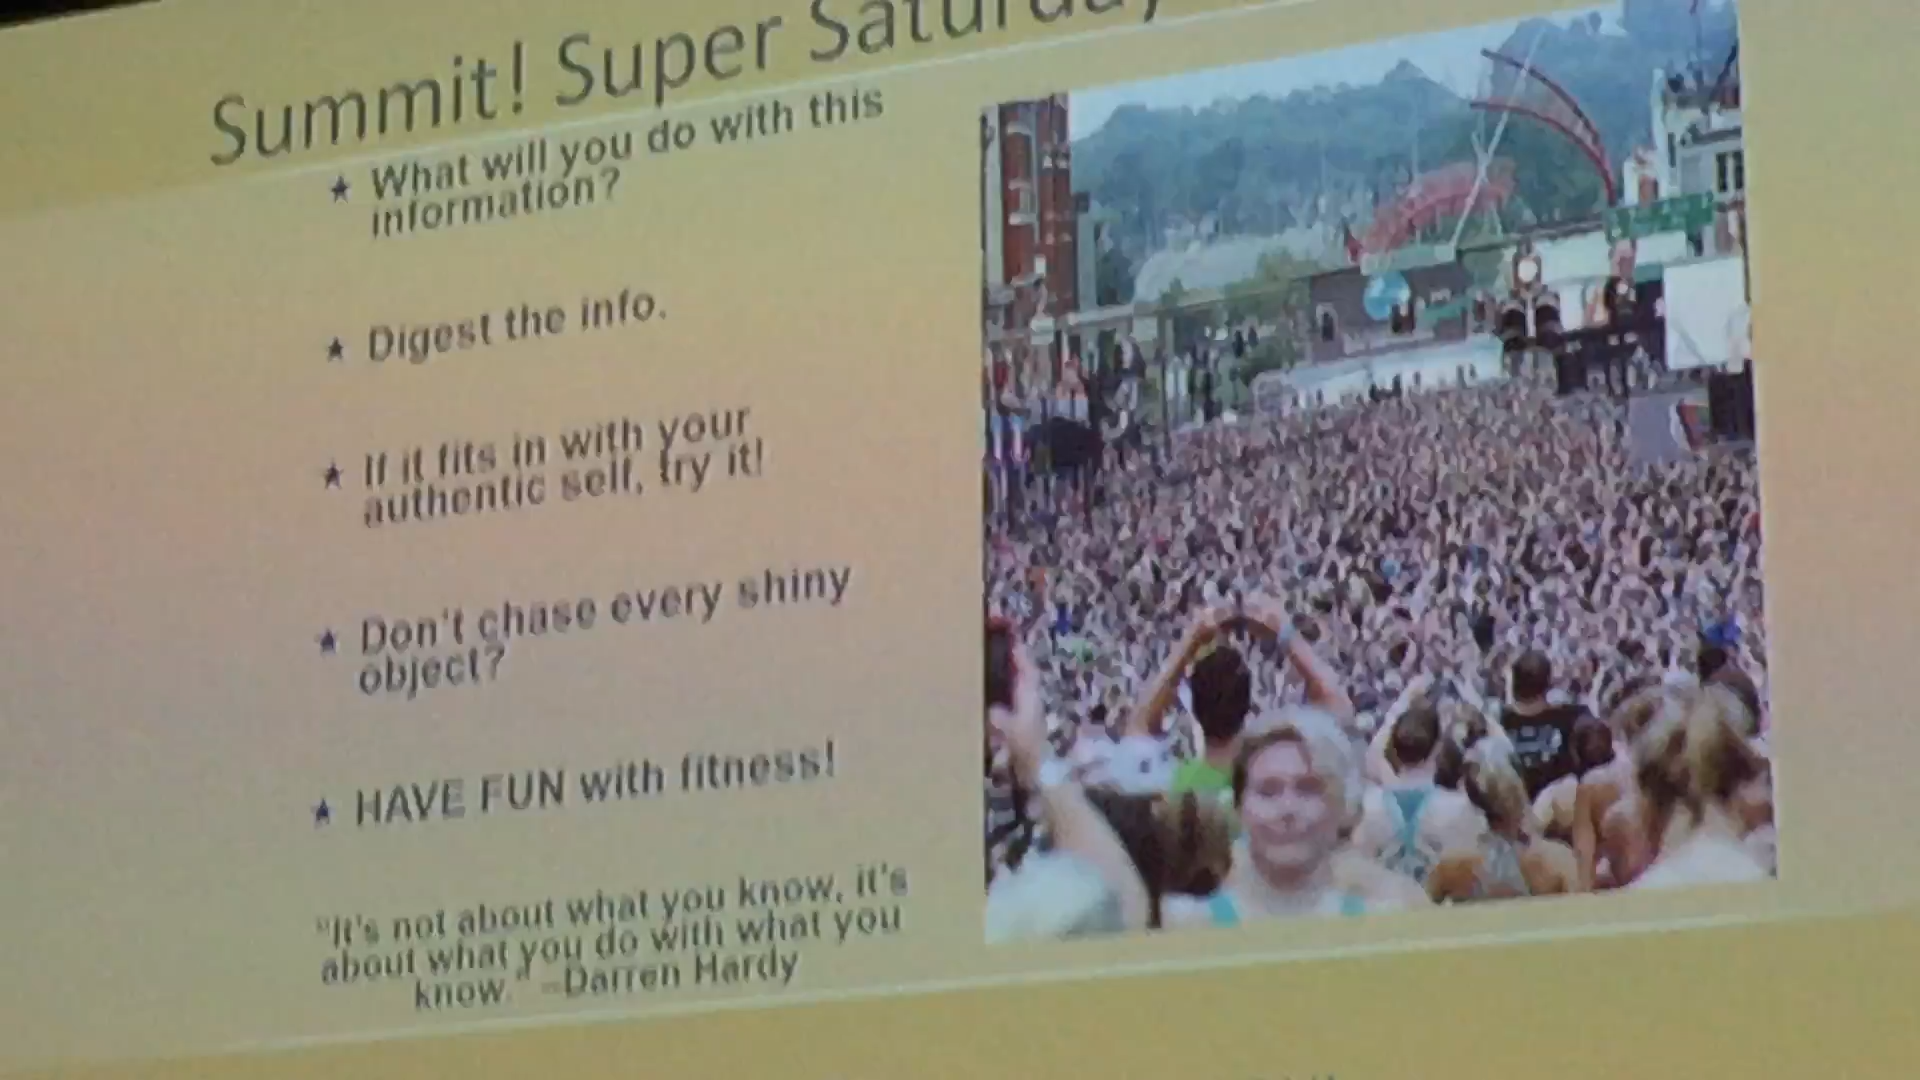 Summit! Super Saturday
★ What will you do with this
information?
★ Digest the info.
★ If it fits in with your
authentic self, try it!
★ Don't chase every shiny
object?
★ HAVE FUN with fitness!
"It's not about what you know, it's
about what you do with what you
know." –Darren Hardy